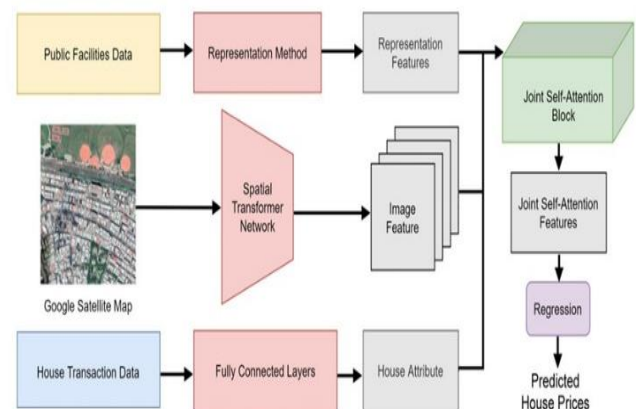 Public Facilities Data
Representation Method
Representation
Features
Joint Self-Attention
Block
Spatial
Transformer
Network
Image
Feature
Joint Self-Attention
Features
Google Satellite Map
Regression
House Transaction Data
Fully Connected Layers
House Attribute
Predicted
House Prices